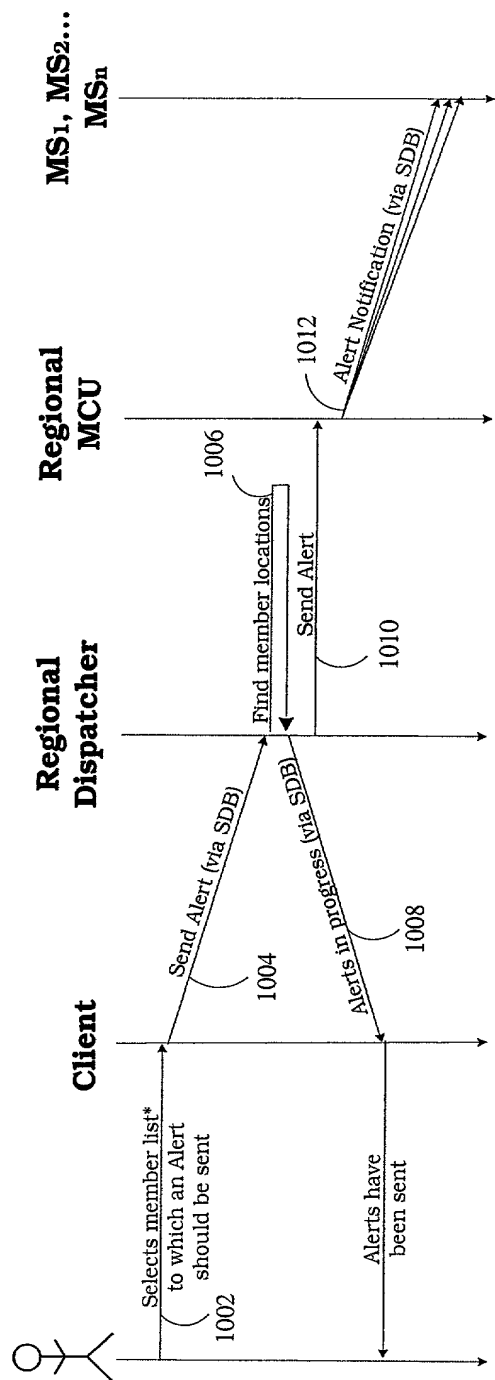 Client
Regional
Dispatcher
Regional
MCU
MS1, MS2...
MSn
Selects member list*
to which an Alert
should be sent
1002
Send Alert (via SDB)
1004
Find member locations
1006
Alerts in progress (via SDB)
1008
Send Alert
1010
1012
Alert Notification (via SDB)
Alerts have
been sent